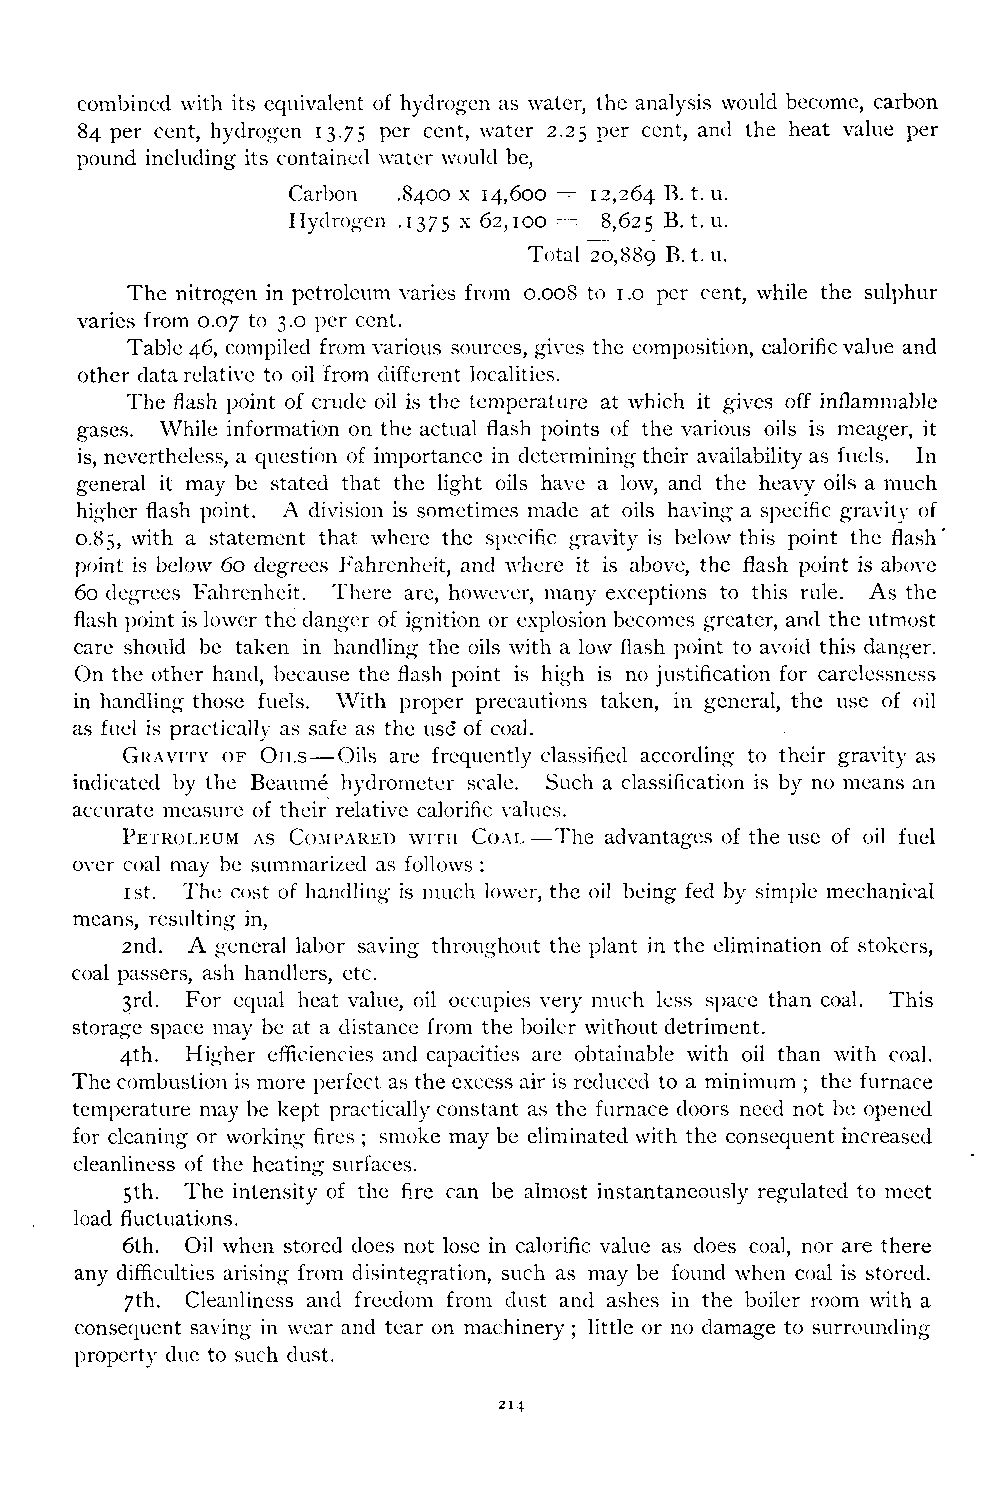 combined with its equivalent of hydrogen as water, the analysis would become, carbon
84 per cent, hydrogen 13.75 per cent, water 2.25 per cent, and the heat value per
pound including its contained water would be,
Carbon .8400 x 14,600 = 12,264 B. t. u.
Hydrogen .1375 x 62,100 = 8,625 B. t. u.
Total 20,889 B. t. u.
The nitrogen in petroleum varies from 0.008 to 1.0 per cent, while the sulphur
varies from 0.07 to 3.0 per cent.
Table 46, compiled from various sources, gives the composition, calorific value and
other data relative to oil from different localities.
The flash point of crude oil is the temperature at which it gives off inflammable
gases. While information on the actual flash points of the various oils is meager, it
is, nevertheless, a question of importance in determining their availability as fuels. In
general it may be stated that the light oils have a low, and the heavy oils a much
higher flash point. A division is sometimes made at oils having a specific gravity of
0.85, with a statement that where the specific gravity is below this point the flash
point is below 60 degrees Fahrenheit, and where it is above, the flash point is above
60 degrees Fahrenheit. There are, however, many exceptions to this rule. As the
flash point is lower the danger of ignition or explosion becomes greater, and the utmost
care should be taken in handling the oils with a low flash point to avoid this danger.
On the other hand, because the flash point is high is no justification for carelessness
in handling those fuels. With proper precautions taken, in general, the use of oil
as fuel is practically as safe as the use of coal.
GRAVITY OF OILS—Oils are frequently classified according to their gravity as
indicated by the Beaumé hydrometer scale. Such a classification is by no means an
accurate measure of their relative calorific values.
PETROLEUM AS COMPARED WITH COAL—The advantages of the use of oil fuel
over coal may be summarized as follows :
1st. The cost of handling is much lower, the oil being fed by simple mechanical
means, resulting in,
2nd. A general labor saving throughout the plant in the elimination of stokers,
coal passers, ash handlers, etc.
3rd. For equal heat value, oil occupies very much less space than coal. This
storage space may be at a distance from the boiler without detriment.
4th. Higher efficiencies and capacities are obtainable with oil than with coal.
The combustion is more perfect as the excess air is reduced to a minimum ; the furnace
temperature may be kept practically constant as the furnace doors need not be opened
for cleaning or working fires ; smoke may be eliminated with the consequent increased
cleanliness of the heating surfaces.
5th. The intensity of the fire can be almost instantaneously regulated to meet
load fluctuations.
6th. Oil when stored does not lose in calorific value as does coal, nor are there
any difficulties arising from disintegration, such as may be found when coal is stored.
7th. Cleanliness and freedom from dust and ashes in the boiler room with a
consequent saving in wear and tear on machinery ; little or no damage to surrounding
property due to such dust.
214